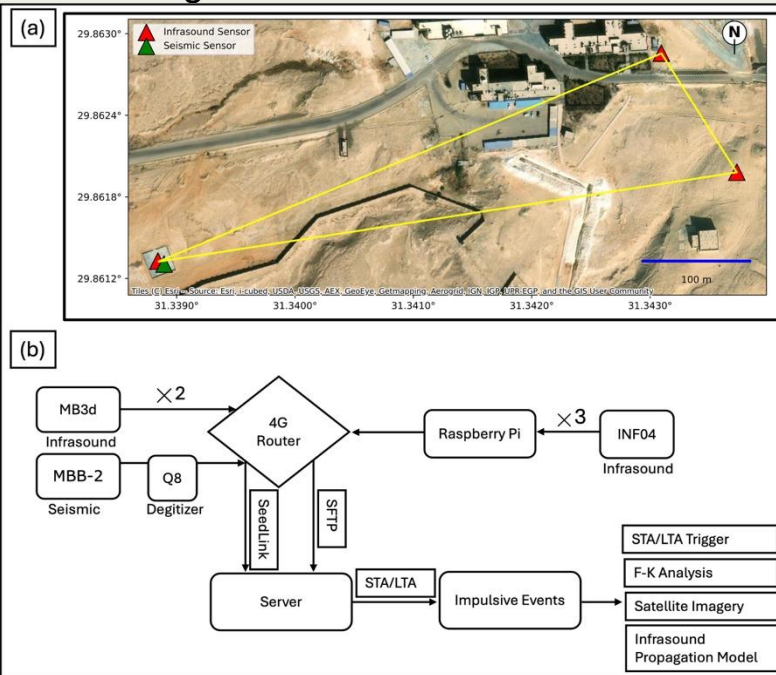 (a)
Infrasound Sensor
Seismic Sensor
N
29.8630°
29.8624°
29.8618°
29.8612°
100 m
Tiles (C) Esri -- Source: Esri, i-cubed, USDA, USGS, AEX, GeoEye, Getmapping, Aerogrid, IGN, IGP, UPR-EGP, and the GIS User Community
31.3390°
31.3400°
31.3410°
31.3420°
31.3430°
(b)
MB3d
×2
Infrasound
MBB-2
Seismic
Q8
Digitizer
4G
Router
Raspberry Pi
×3
INF04
Infrasound
SeedLink
SFTP
Server
STA/LTA
Impulsive Events
STA/LTA Trigger
F-K Analysis
Satellite Imagery
Infrasound
Propagation Model